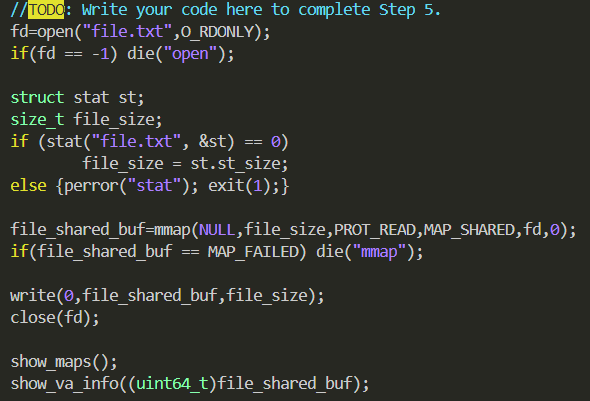 //TODO: Write your code here to complete Step 5.
fd=open("file.txt",O_RDONLY);
if(fd == -1) die("open");

struct stat st;
size_t file_size;
if (stat("file.txt", &st) == 0)
        file_size = st.st_size;
else {perror("stat"); exit(1);}

file_shared_buf=mmap(NULL,file_size,PROT_READ,MAP_SHARED,fd,0);
if(file_shared_buf == MAP_FAILED) die("mmap");

write(0,file_shared_buf,file_size);
close(fd);

show_maps();
show_va_info((uint64_t)file_shared_buf);